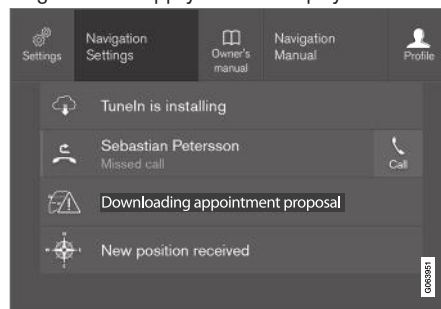 Settings
Navigation
Settings
Owner's
manual
Navigation
Manual
Profile
TuneIn is installing
Sebastian Petersson
Missed call
Call
Downloading appointment proposal
New position received
G063951